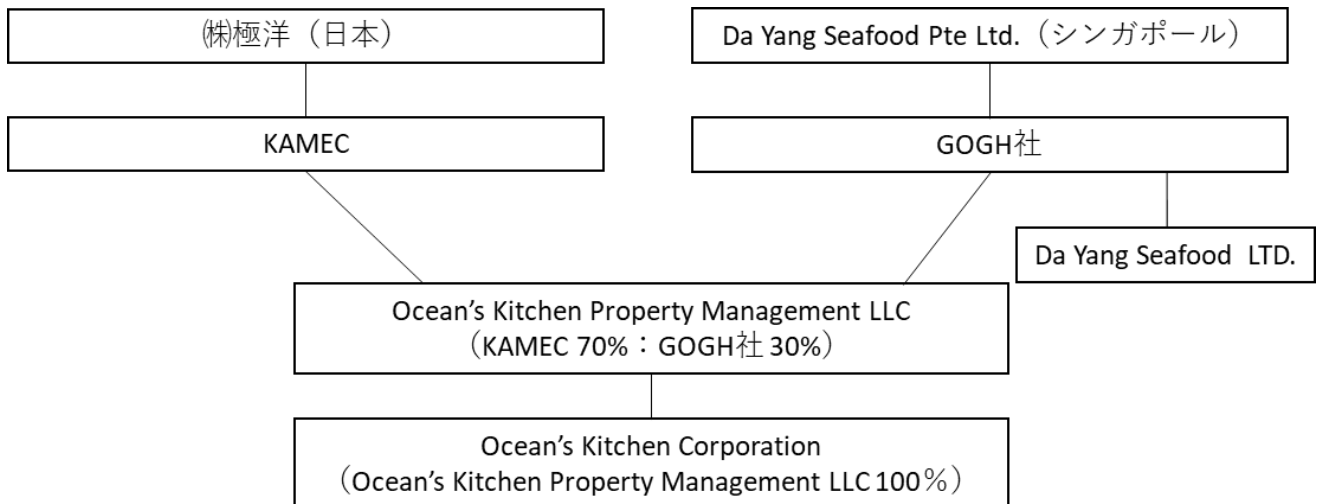 ㈱極洋（日本）
Da Yang Seafood Pte Ltd.（シンガポール）
KAMEC
GOGH社
Da Yang Seafood LTD.
Ocean’s Kitchen Property Management LLC
（KAMEC 70%：GOGH社 30%）
Ocean’s Kitchen Corporation
（Ocean’s Kitchen Property Management LLC 100％）